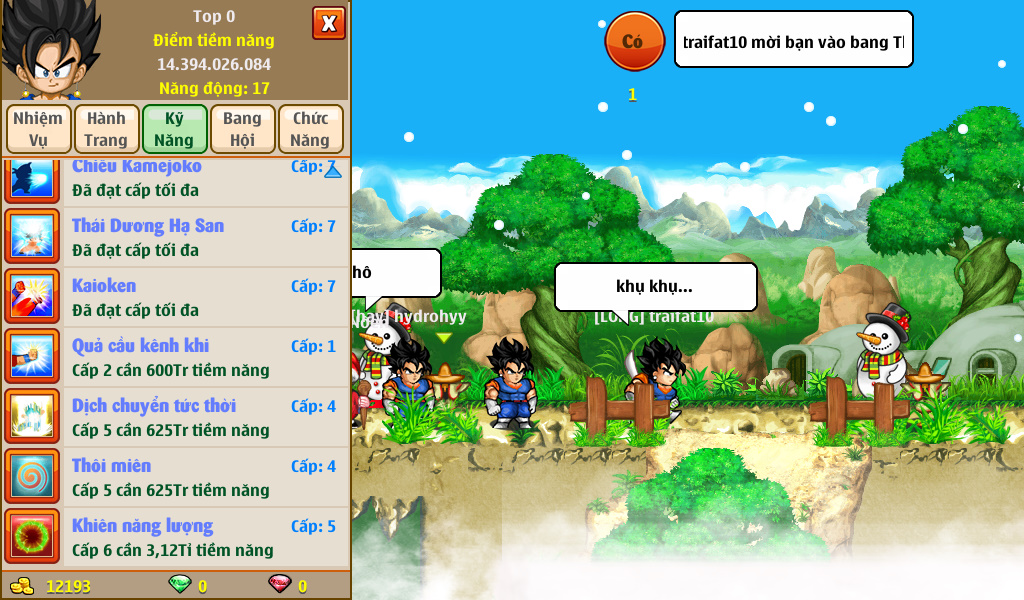 Top 0
X
Điểm tiềm năng
14.394.026.084
Năng động: 17
Nhiệm Vụ
Hành Trang
Kỹ Năng
Bang Hội
Chức Năng
Chiêu Kamejoko Cấp: 7
Đã đạt cấp tối đa
Thái Dương Hạ San Cấp: 7
Đã đạt cấp tối đa
Kaioken Cấp: 7
Đã đạt cấp tối đa
Quả cầu kênh khi Cấp: 1
Cấp 2 cần 600Tr tiềm năng
Dịch chuyển tức thời Cấp: 4
Cấp 5 cần 625Tr tiềm năng
Thôi miên Cấp: 4
Cấp 5 cần 625Tr tiềm năng
Khiên năng lượng Cấp: 5
Cấp 6 cần 3,12Tỉ tiềm năng
12193 0 0
Có
traifat10 mời bạn vào bang
1
hô
hydrohyy
khụ khụ...
traifat10